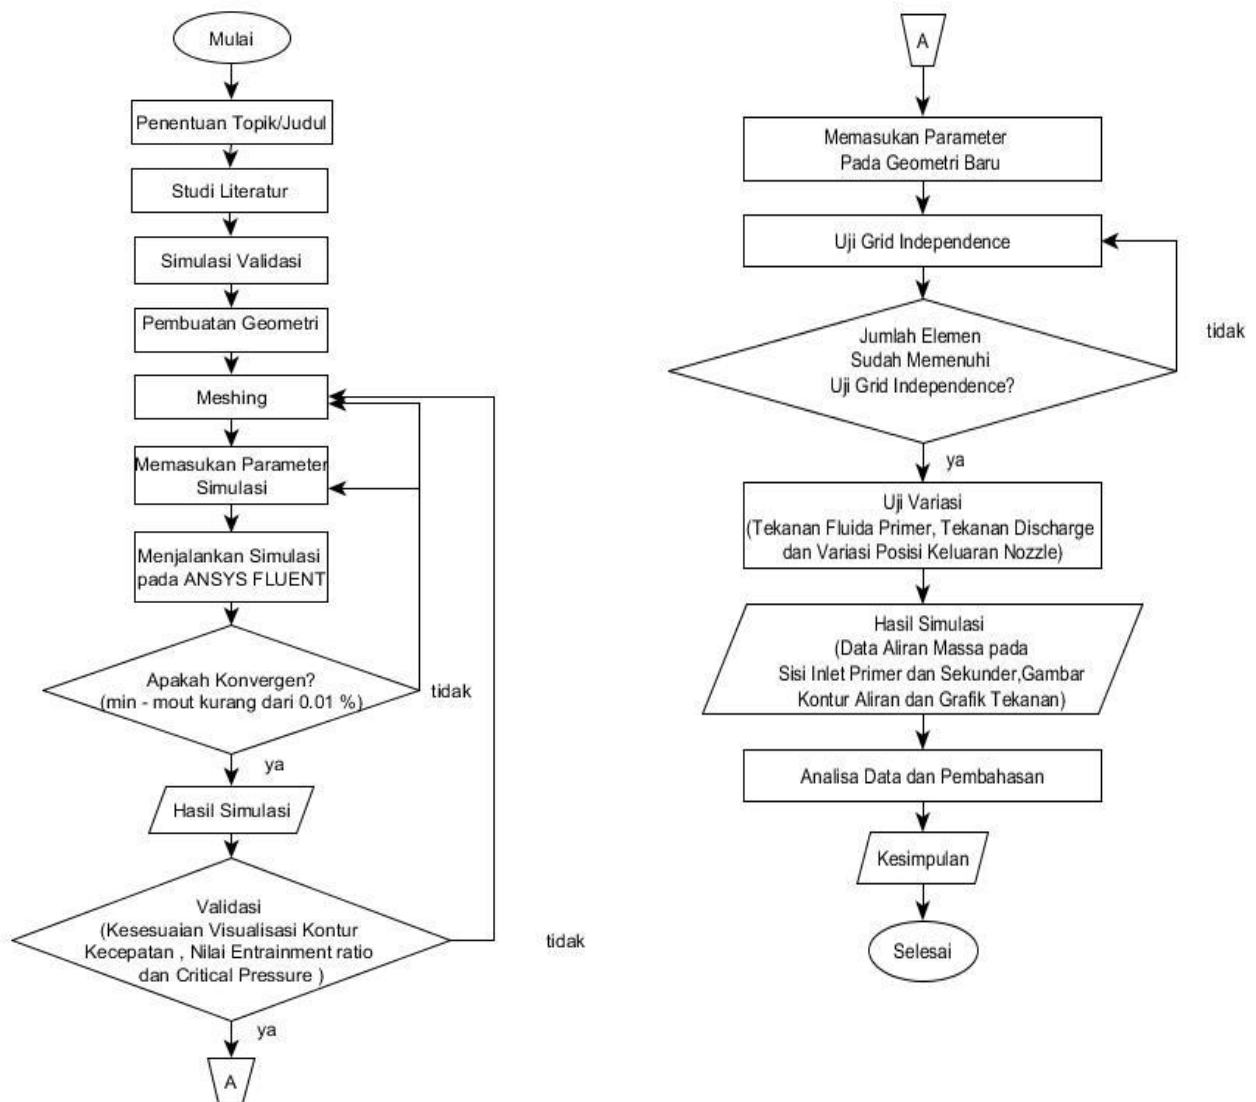 Mulai
Penentuan Topik/Judul
Studi Literatur
Simulasi Validasi
Pembuatan Geometri
Meshing
Memasukan Parameter
Simulasi
Menjalankan Simulasi
pada ANSYS FLUENT
Apakah Konvergen?
(min - mout kurang dari 0.01 %)
tidak
ya
Hasil Simulasi
Validasi
(Kesesuaian Visualisasi Kontur
Kecepatan , Nilai Entrainment ratio
dan Critical Pressure )
tidak
ya
A
A
Memasukan Parameter
Pada Geometri Baru
Uji Grid Independence
Jumlah Elemen
Sudah Memenuhi
Uji Grid Independence?
tidak
ya
Uji Variasi
(Tekanan Fluida Primer, Tekanan Discharge
dan Variasi Posisi Keluaran Nozzle)
Hasil Simulasi
(Data Aliran Massa pada
Sisi Inlet Primer dan Sekunder,Gambar
Kontur Aliran dan Grafik Tekanan)
Analisa Data dan Pembahasan
Kesimpulan
Selesai